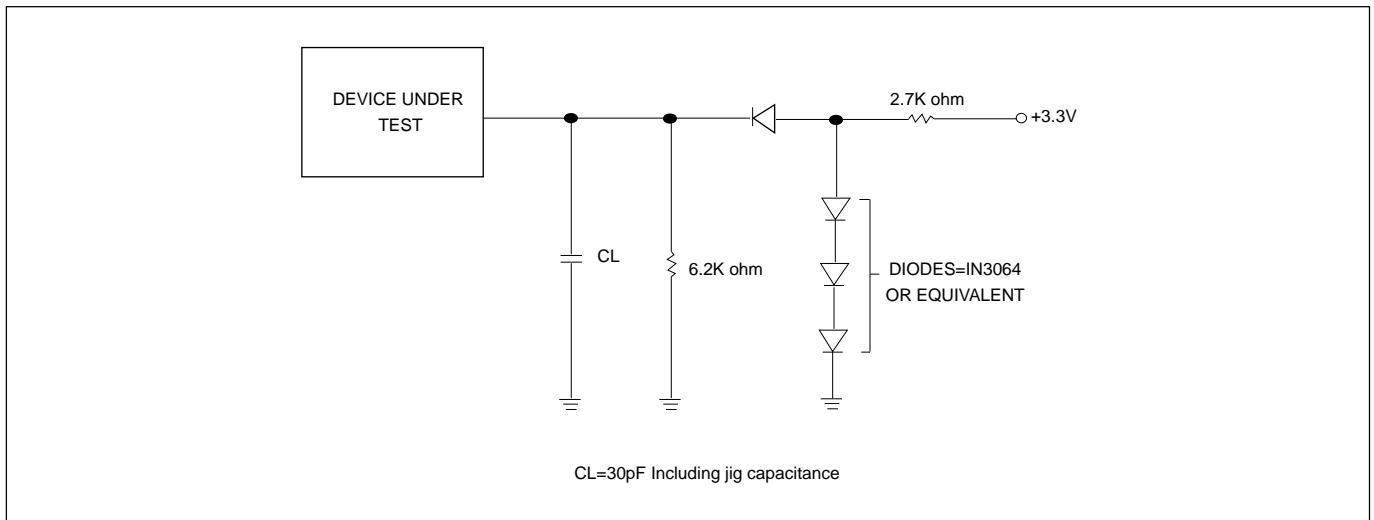 DEVICE UNDER
TEST
2.7K ohm
+3.3V
CL
6.2K ohm
DIODES=IN3064
OR EQUIVALENT
CL=30pF Including jig capacitance